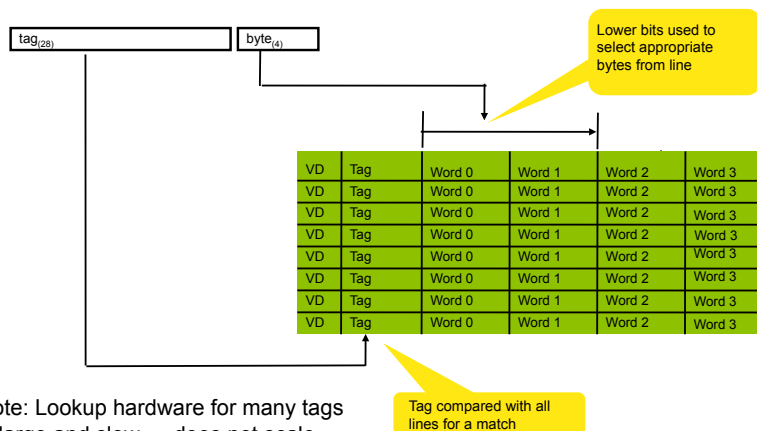 tag(28)
byte(4)
Lower bits used to
select appropriate
bytes from line
VD Tag Word 0 Word 1 Word 2 Word 3
VD Tag Word 0 Word 1 Word 2 Word 3
VD Tag Word 0 Word 1 Word 2 Word 3
VD Tag Word 0 Word 1 Word 2 Word 3
VD Tag Word 0 Word 1 Word 2 Word 3
VD Tag Word 0 Word 1 Word 2 Word 3
VD Tag Word 0 Word 1 Word 2 Word 3
VD Tag Word 0 Word 1 Word 2 Word 3
ote: Lookup hardware for many tags
large and slow
does not scale
Tag compared with all
lines for a match